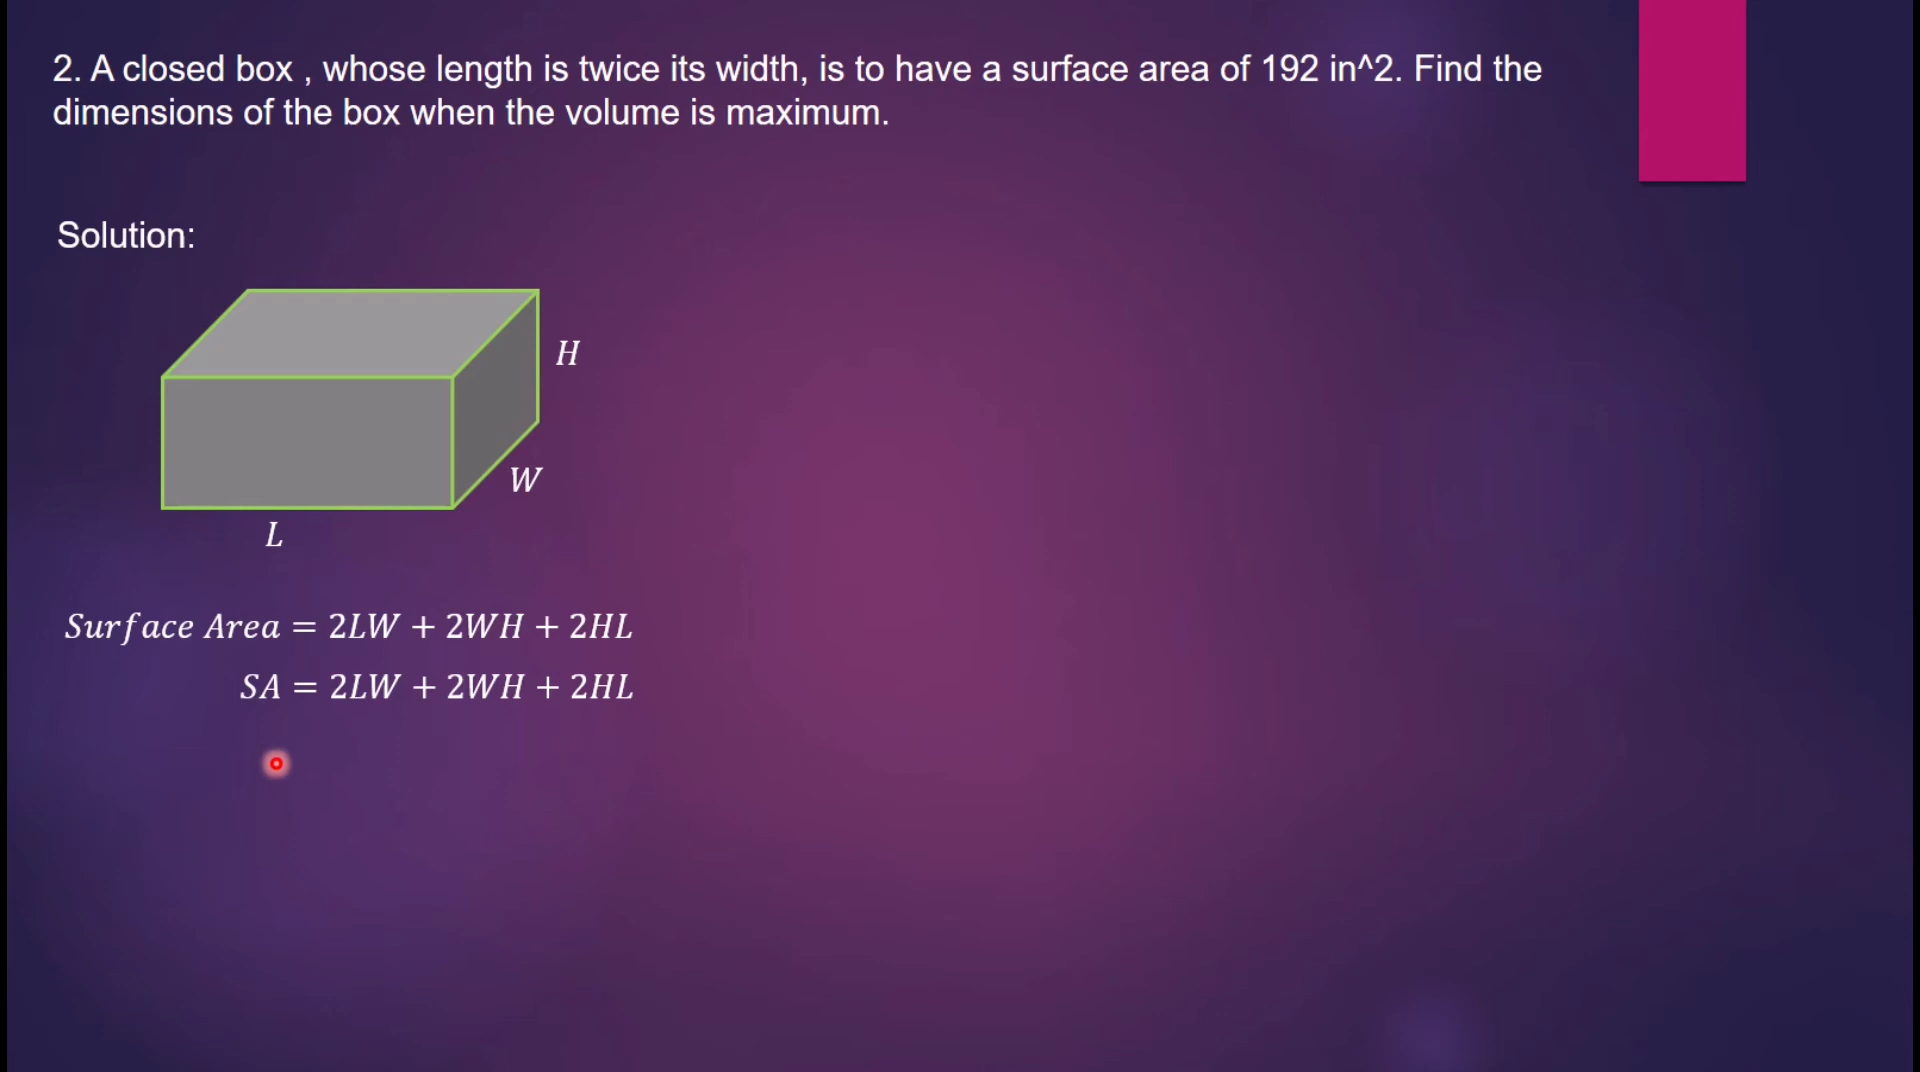 2. A closed box , whose length is twice its width, is to have a surface area of 192 in^2. Find the
dimensions of the box when the volume is maximum.
Solution:
H
W
L
Surface Area = 2LW + 2WH + 2HL
SA = 2LW + 2WH + 2HL